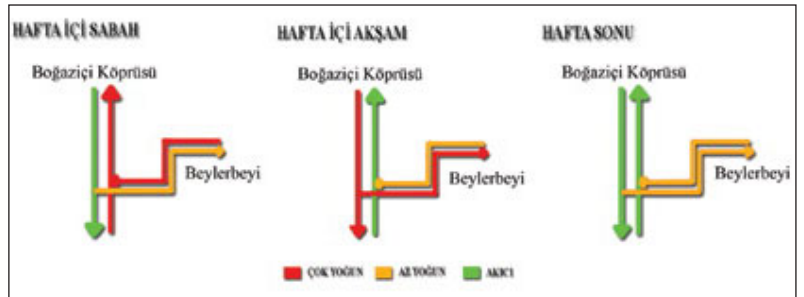 HAFTA İÇİ SABAH
Boğaziçi Köprüsü
Beylerbeyi
HAFTA İÇİ AKŞAM
Boğaziçi Köprüsü
Beylerbeyi
HAFTA SONU
Boğaziçi Köprüsü
Beylerbeyi
ÇOK YOĞUN
AZ YOĞUN
AKICI